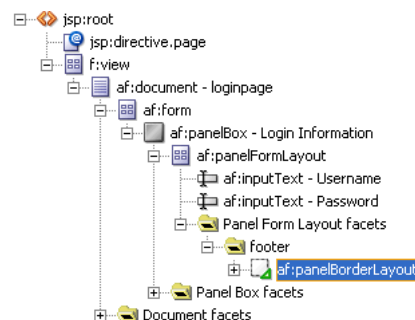 jsp:root
jsp:directive.page
f:view
af:document - loginpage
af:form
af:panelBox - Login Information
af:panelFormLayout
af:inputText - Username
af:inputText - Password
Panel Form Layout facets
footer
af:panelBorderLayout
Panel Box facets
Document facets